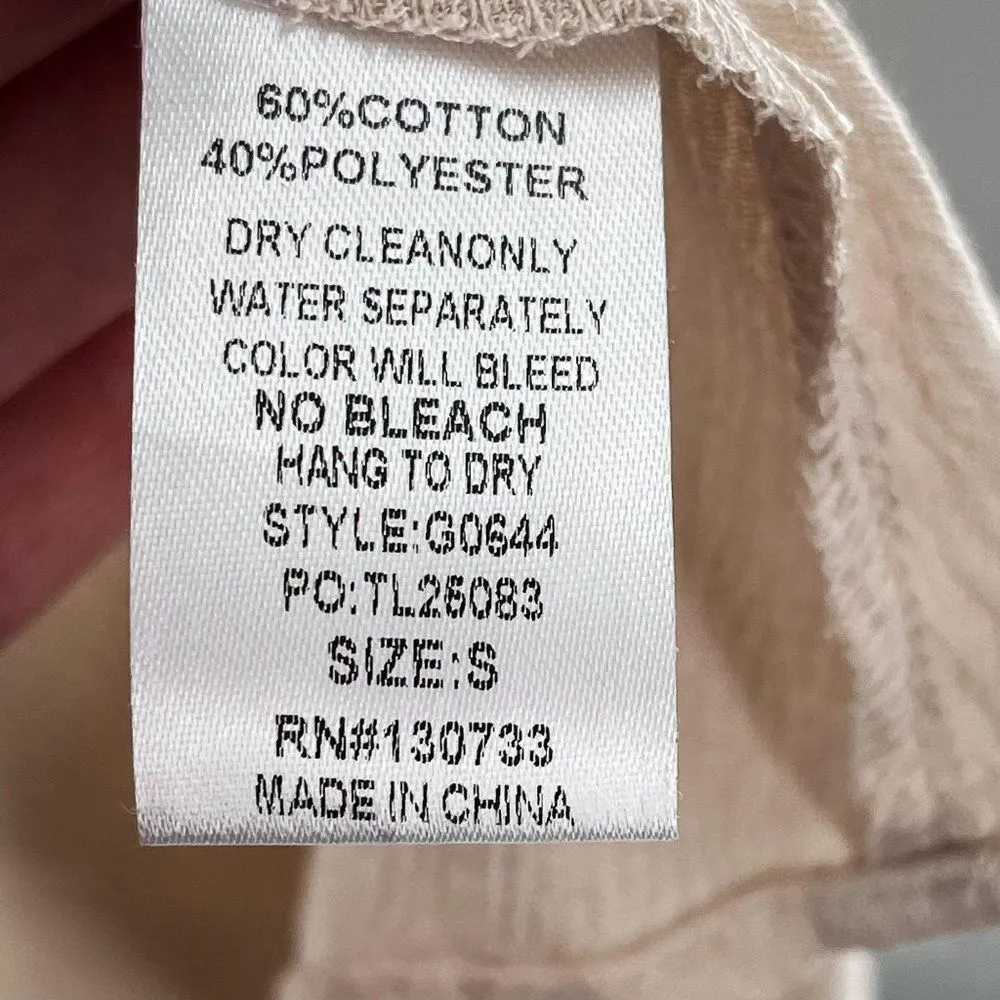 60%COTTON
40%POLYESTER
DRY CLEANONLY
WATER SEPARATELY
COLOR WILL BLEED
NO BLEACH
HANG TO DRY
STYLE:G0644
PO:TL25083
SIZE:S
RN#130733
MADE IN CHINA